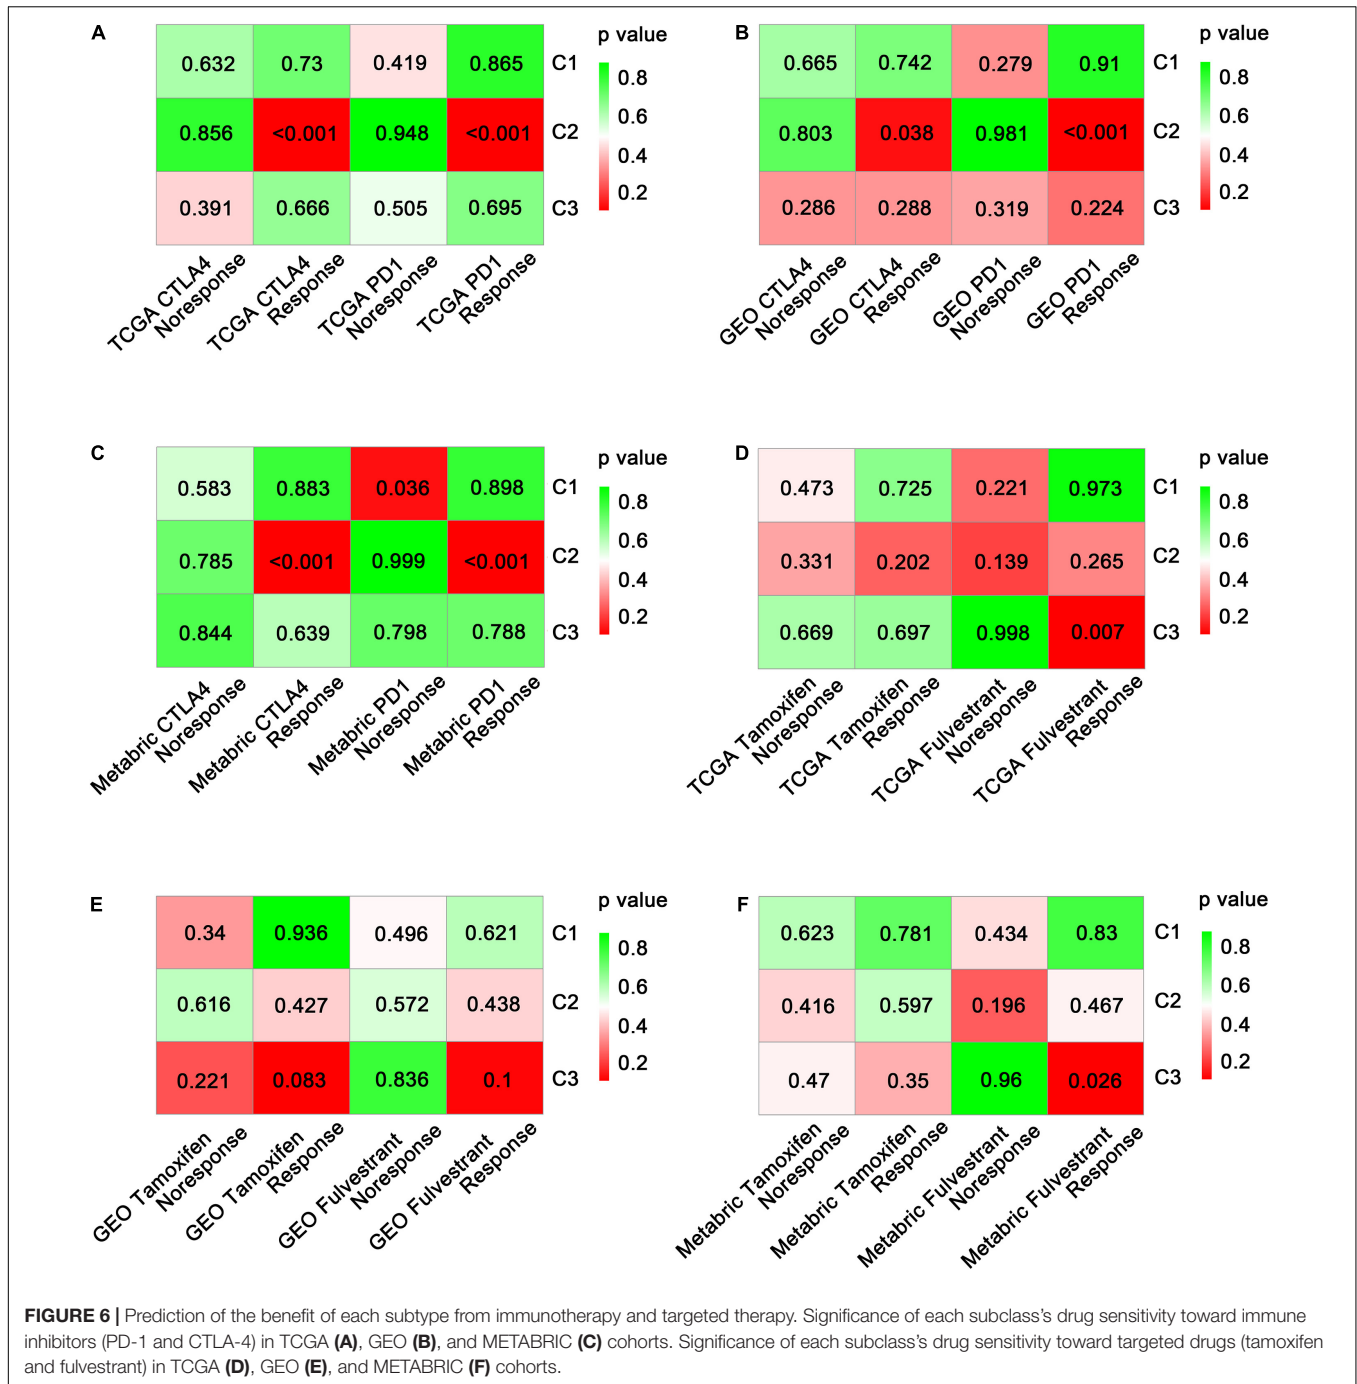 A
p value
0.632 0.73 0.419 0.865 C1
0.8
0.856 <0.001 0.948 <0.001 C2
0.6
0.4
0.391 0.666 0.505 0.695 C3
0.2
TCGA CTLA4
Noresponse
TCGA CTLA4
Response
TCGA PD1
Noresponse
TCGA PD1
Response
B
p value
0.665 0.742 0.279 0.91 C1
0.8
0.803 0.038 0.981 <0.001 C2
0.6
0.4
0.286 0.288 0.319 0.224 C3
0.2
GEO CTLA4
Noresponse
GEO CTLA4
Response
GEO PD1
Noresponse
GEO PD1
Response
C
p value
0.583 0.883 0.036 0.898 C1
0.8
0.785 <0.001 0.999 <0.001 C2
0.6
0.4
0.844 0.639 0.798 0.788 C3
0.2
Metabric CTLA4
Noresponse
Metabric CTLA4
Response
Metabric PD1
Noresponse
Metabric PD1
Response
D
p value
0.473 0.725 0.221 0.973 C1
0.8
0.331 0.202 0.139 0.265 C2
0.6
0.4
0.669 0.697 0.998 0.007 C3
0.2
TCGA Tamoxifen
Noresponse
TCGA Tamoxifen
Response
TCGA Fulvestrant
Noresponse
TCGA Fulvestrant
Response
E
p value
0.34 0.936 0.496 0.621 C1
0.8
0.616 0.427 0.572 0.438 C2
0.6
0.4
0.221 0.083 0.836 0.1 C3
0.2
GEO Tamoxifen
Noresponse
GEO Tamoxifen
Response
GEO Fulvestrant
Noresponse
GEO Fulvestrant
Response
F
p value
0.623 0.781 0.434 0.83 C1
0.8
0.416 0.597 0.196 0.467 C2
0.6
0.4
0.47 0.35 0.96 0.026 C3
0.2
Metabric Tamoxifen
Noresponse
Metabric Tamoxifen
Response
Metabric Fulvestrant
Noresponse
Metabric Fulvestrant
Response
FIGURE 6 | Prediction of the benefit of each subtype from immunotherapy and targeted therapy. Significance of each subclass's drug sensitivity toward immune
inhibitors (PD-1 and CTLA-4) in TCGA (A), GEO (B), and METABRIC (C) cohorts. Significance of each subclass's drug sensitivity toward targeted drugs (tamoxifen
and fulvestrant) in TCGA (D), GEO (E), and METABRIC (F) cohorts.